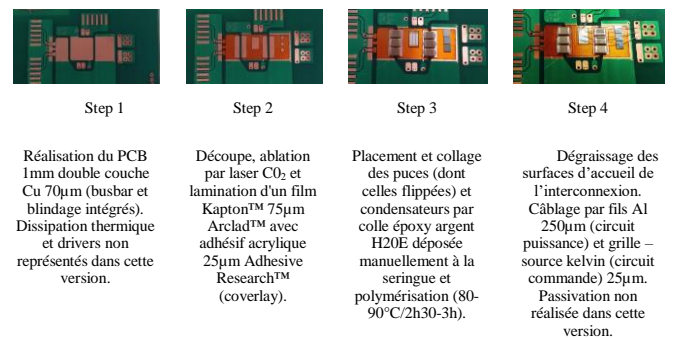 Step 1
Step 2
Step 3
Step 4
Réalisation du PCB
1mm double couche
Cu 70µm (busbar et
blindage intégrés).
Dissipation thermique
et drivers non
représentés dans cette
version.
Découpe, ablation
par laser C0₂ et
lamination d'un film
Kapton™ 75µm
Arclad™ avec
adhésif acrylique
25µm Adhesive
Research™
(coverlay).
Placement et collage
des puces (dont
celles flippées) et
condensateurs par
colle époxy argent
H20E déposée
manuellement à la
seringue et
polymérisation (80-
90°C/2h30-3h).
Dégraissage des
surfaces d’accueil de
l’interconnexion.
Câblage par fils Al
250µm (circuit
puissance) et grille –
source kelvin (circuit
commande) 25µm.
Passivation non
réalisée dans cette
version.